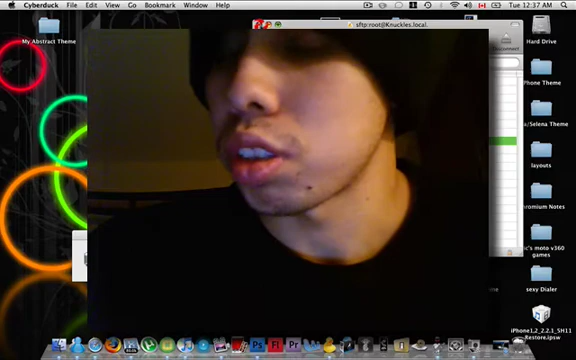 Cyberduck File Edit View Go Bookmark Window Help Tue 12:37 AM
sftp:root@Knuckles.local.
My Abstract Theme
Hard Drive
Phone Theme
/Selena Theme
layouts
romium Notes
ic's moto v360
games
sexy Dialer
iPhone1,2_2.2.1_5H11
Restore.ipsw